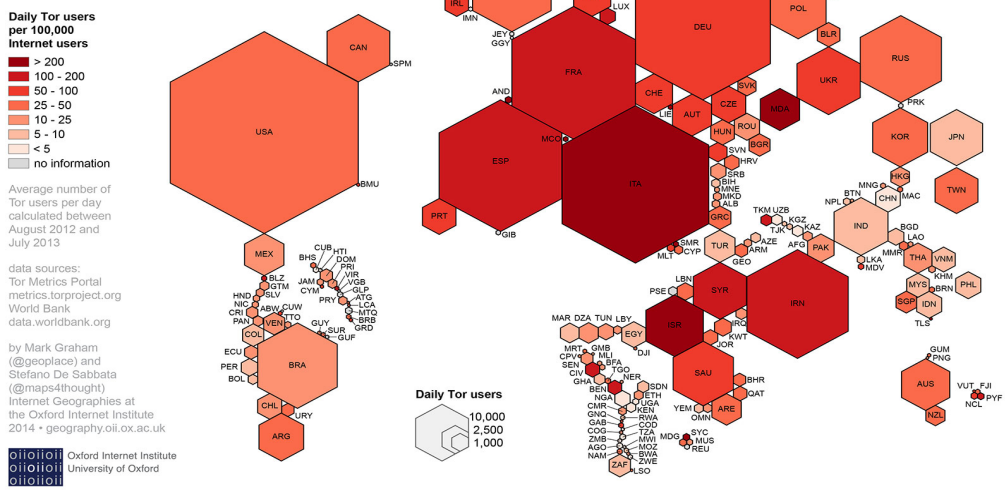 Daily Tor users
per 100,000
Internet users
> 200
100 - 200
50 - 100
25 - 50
10 - 25
5 - 10
< 5
no information
Average number of
Tor users per day
calculated between
August 2012 and
July 2013
data sources:
Tor Metrics Portal
metrics.torproject.org
World Bank
data.worldbank.org
by Mark Graham
(@geoplace) and
Stefano De Sabbata
(@maps4thought)
Internet Geographies at
the Oxford Internet Institute
2014 • geography.oii.ox.ac.uk
oiioiioii
oiioiioii
oiioiioii
Oxford Internet Institute
University of Oxford
CAN
SPM
USA
BMU
MEX
BLZ
GTM
SLV
HND
NIC
CRI
PAN
ABW
CUW
TTO
VEN
COL
GUY
SUR
GUF
ECU
PER
BOL
BRA
CHL
URY
ARG
BHS
CUB
HTI
DOM
PRI
VIR
VGB
GLP
ATG
LCA
MTQ
BRB
GRD
JAM
CYM
PRY
IRL
IMN
JEY
GGY
LUX
DEU
POL
BLR
RUS
UKR
PRK
FRA
AND
MCO
ESP
PRT
GIB
CHE
LIE
AUT
CZE
SVK
MDA
HUN
ROU
BGR
SVN
HRV
SRB
BIH
MNE
MKD
ALB
GRC
ITA
SMR
MLT
CYP
TUR
AZE
ARM
GEO
TKM
UZB
TJK
KGZ
KAZ
AFG
PAK
KOR
JPN
HKG
TWN
MNG
MAC
CHN
BTN
NPL
IND
LKA
MDV
BGD
LAO
MMR
THA
VNM
KHM
MYS
BRN
PHL
SGP
IDN
TLS
LBN
PSE
SYR
IRN
ISR
IRQ
KWT
JOR
SAU
BHR
QAT
YEM
OMN
ARE
MAR
DZA
TUN
LBY
EGY
DJI
MRT
GMB
CPV
MLI
SEN
BFA
CIV
TGO
GHA
NER
BEN
SDN
NGA
ETH
UGA
CMR
KEN
GNQ
RWA
GAB
COD
COG
TZA
ZMB
MWI
AGO
MOZ
NAM
BWA
ZWE
ZAF
LSO
MDG
SYC
MUS
REU
GUM
PNG
AUS
NZL
VUT
FJI
NCL
PYF
Daily Tor users
10,000
2,500
1,000